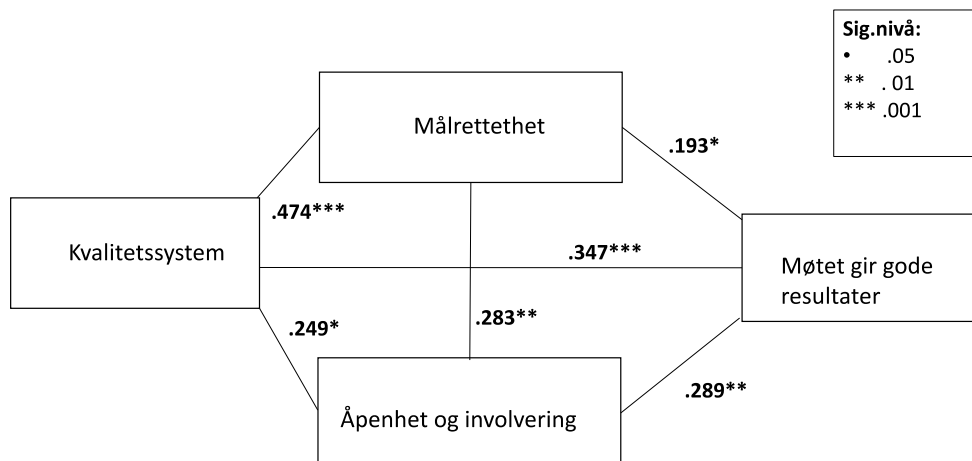 Sig.nivå:
• .05
** . 01
*** .001
Målrettethet
.193*
.474***
Kvalitetssystem
.347***
Møtet gir gode
resultater
.283**
.249*
.289**
Åpenhet og involvering